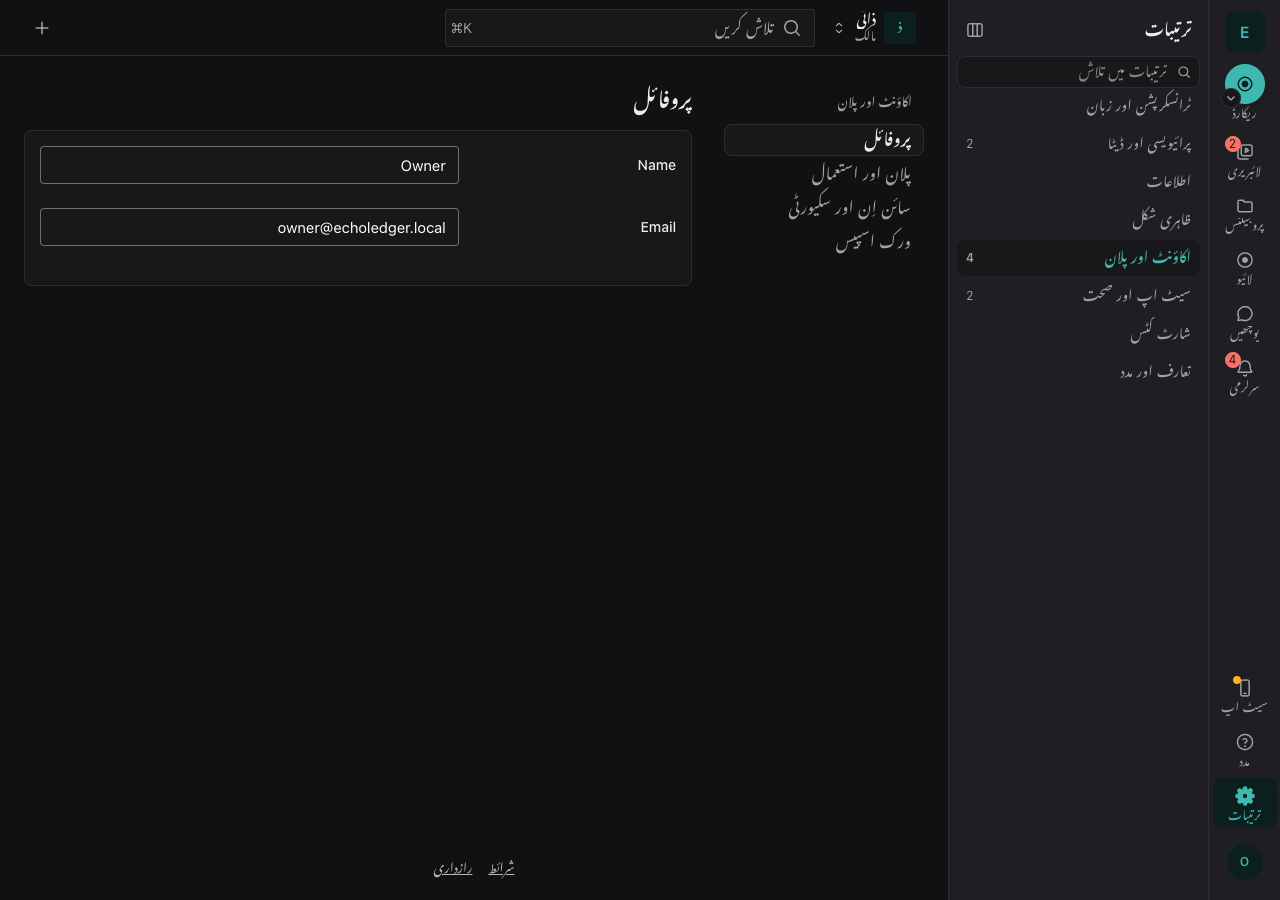 E
ریکارڈ
2
لائبریری
پروجیکٹس
لائیو
پوچھیں
4
سرگرمی
سیٹ اپ
مدد
ترتیبات
O
ترتیبات
ترتیبات میں تلاش
ٹرانسکرپشن اور زبان
پرائیویسی اور ڈیٹا 2
اطلاعات
ظاہری شکل
اکاؤنٹ اور پلان 4
سیٹ اپ اور صحت 2
شارٹ کٹس
تعارف اور مدد
ذ
ذاتی
مالک
تلاش کریں ⌘K
اکاؤنٹ اور پلان
پروفائل
پلان اور استعمال
سائن اِن اور سکیورٹی
ورک اسپیس
پروفائل
Name Owner
Email owner@echoledger.local
شرائط رازداری